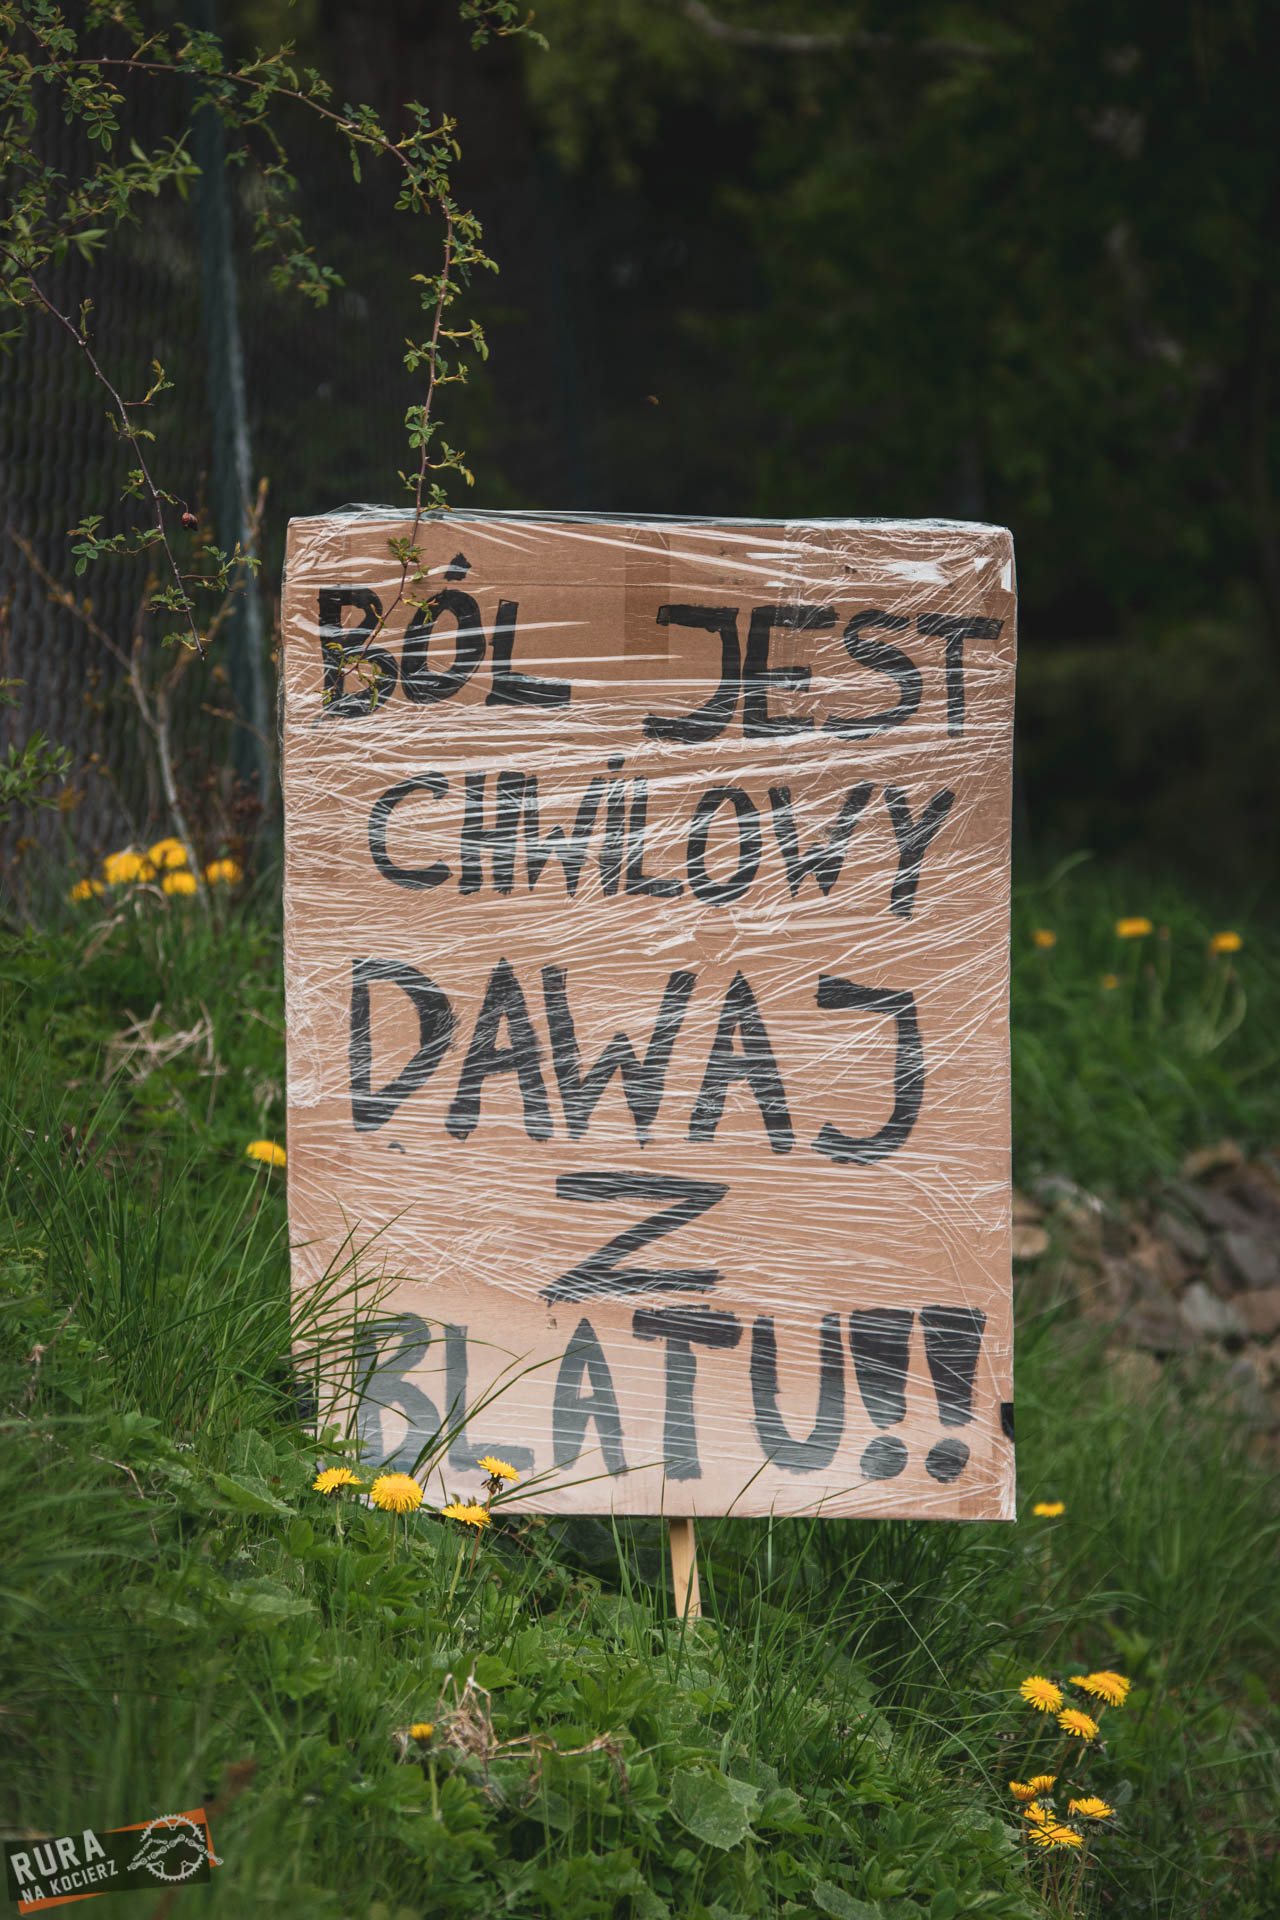 BÓL JEST
CHWILOWY
DAWAJ
Z
BLATU!!
RURA
NA KOCIERZ